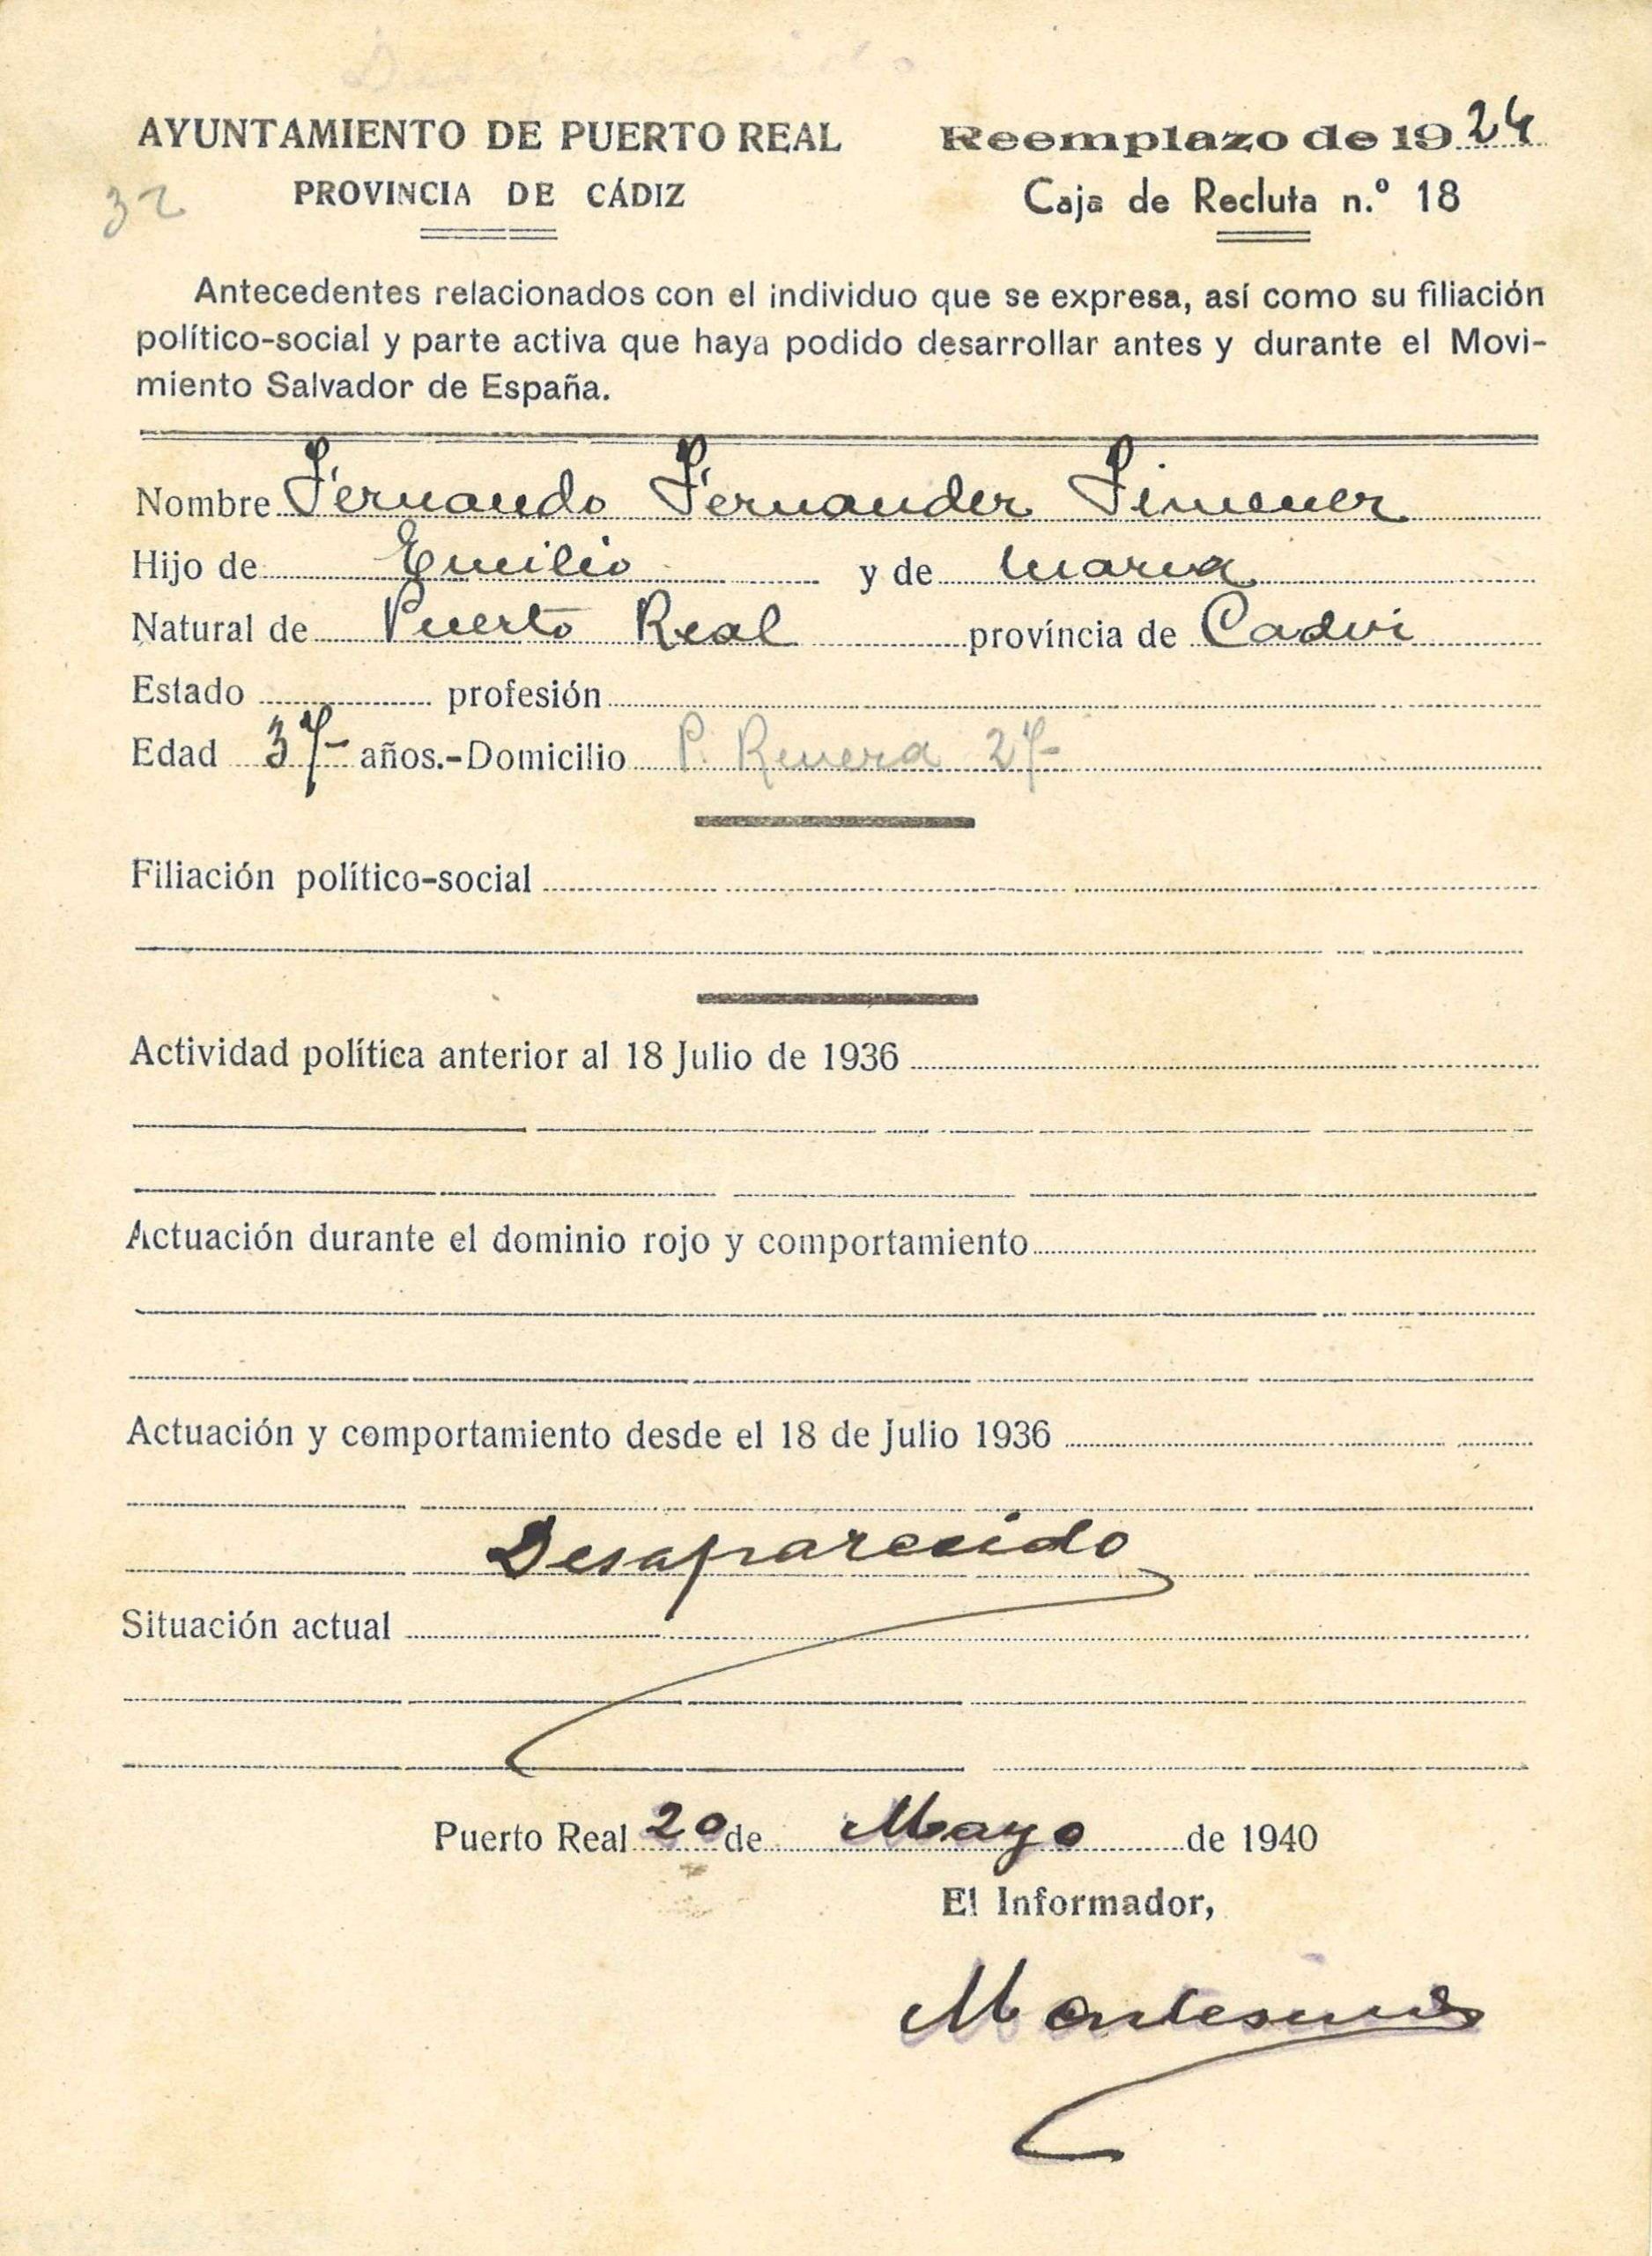 Desaparecido
AYUNTAMIENTO DE PUERTO REAL
PROVINCIA DE CÁDIZ
32
Reemplazo de 1924
Caja de Recluta n.º 18
Antecedentes relacionados con el individuo que se expresa, así como su filiación
político-social y parte activa que haya podido desarrollar antes y durante el Movi-
miento Salvador de España.
Nombre Fernando Fernandez Jimenez
Hijo de Emilio y de Maria
Natural de Puerto Real província de Cadiz
Estado profesión
Edad 37 años.-Domicilio P. Rivera 27
Filiación político-social
Actividad política anterior al 18 Julio de 1936
Actuación durante el dominio rojo y comportamiento
Actuación y comportamiento desde el 18 de Julio 1936
Desaparecido
Situación actual
Puerto Real 20 de Mayo de 1940
El Informador,
Montesinos